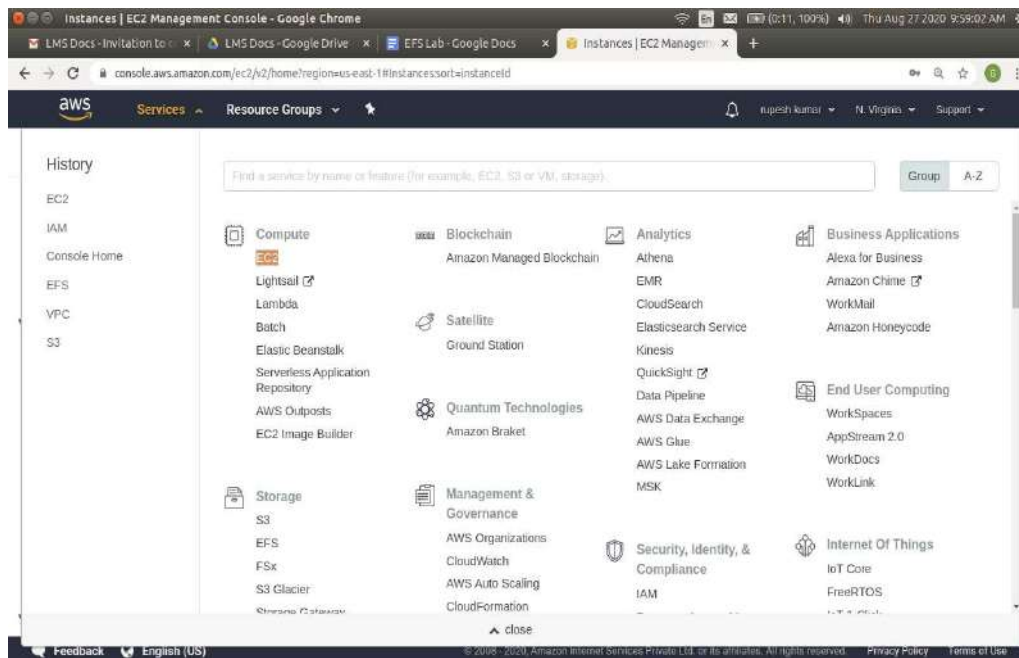 Instances | EC2 Management Console - Google Chrome
En (0:11, 100%) Thu Aug 27 2020 9:59:02 AM
LMS Docs - Invitation to c × LMS Docs - Google Drive × EFS Lab - Google Docs × Instances | EC2 Managem × +
console.aws.amazon.com/ec2/v2/home?region=us-east-1#Instances:sort=instanceId
G
aws Services Resource Groups rupesh kumar N. Virginia Support
History
EC2
IAM
Console Home
EFS
VPC
S3
Find a service by name or feature (for example, EC2, S3 or VM, storage).
Group A-Z
Compute
EC2
Lightsail
Lambda
Batch
Elastic Beanstalk
Serverless Application
Repository
AWS Outposts
EC2 Image Builder
Storage
S3
EFS
FSx
S3 Glacier
Storage Gateway
Blockchain
Amazon Managed Blockchain
Satellite
Ground Station
Quantum Technologies
Amazon Braket
Management &
Governance
AWS Organizations
CloudWatch
AWS Auto Scaling
CloudFormation
Analytics
Athena
EMR
CloudSearch
Elasticsearch Service
Kinesis
QuickSight
Data Pipeline
AWS Data Exchange
AWS Glue
AWS Lake Formation
MSK
Security, Identity, &
Compliance
IAM
Business Applications
Alexa for Business
Amazon Chime
WorkMail
Amazon Honeycode
End User Computing
WorkSpaces
AppStream 2.0
WorkDocs
WorkLink
Internet Of Things
IoT Core
FreeRTOS
IoT 1-Click
close
Feedback English (US) © 2008 - 2020, Amazon Internet Services Private Ltd. or its affiliates. All rights reserved. Privacy Policy Terms of Use